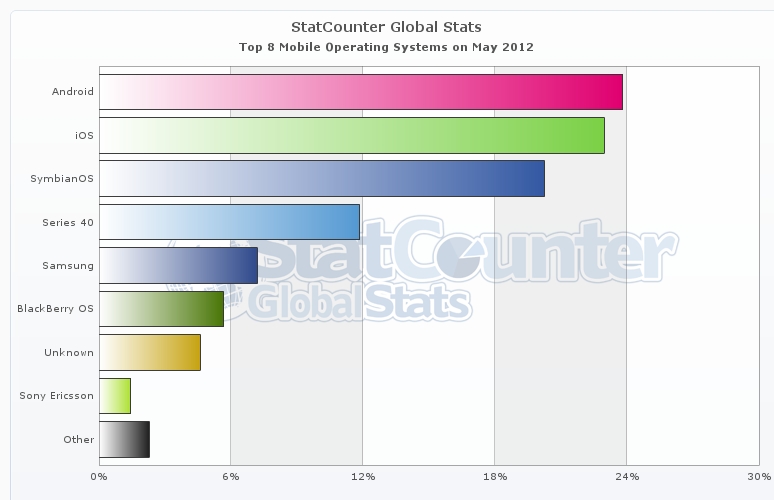 StatCounter Global Stats
Top 8 Mobile Operating Systems on May 2012
Android
iOS
SymbianOS
Series 40
Samsung
BlackBerry OS
Unknown
Sony Ericsson
Other
StatCounter
GlobalStats
0% 6% 12% 18% 24% 30%